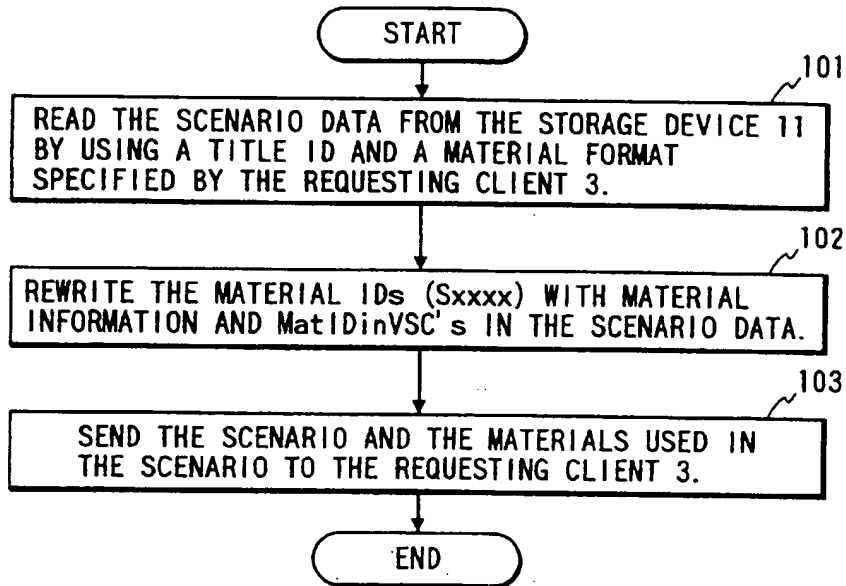 START
101
READ THE SCENARIO DATA FROM THE STORAGE DEVICE 11
BY USING A TITLE ID AND A MATERIAL FORMAT
SPECIFIED BY THE REQUESTING CLIENT 3.
102
REWRITE THE MATERIAL IDs (Sxxxx) WITH MATERIAL
INFORMATION AND MatIDinVSC's IN THE SCENARIO DATA.
103
SEND THE SCENARIO AND THE MATERIALS USED IN
THE SCENARIO TO THE REQUESTING CLIENT 3.
END